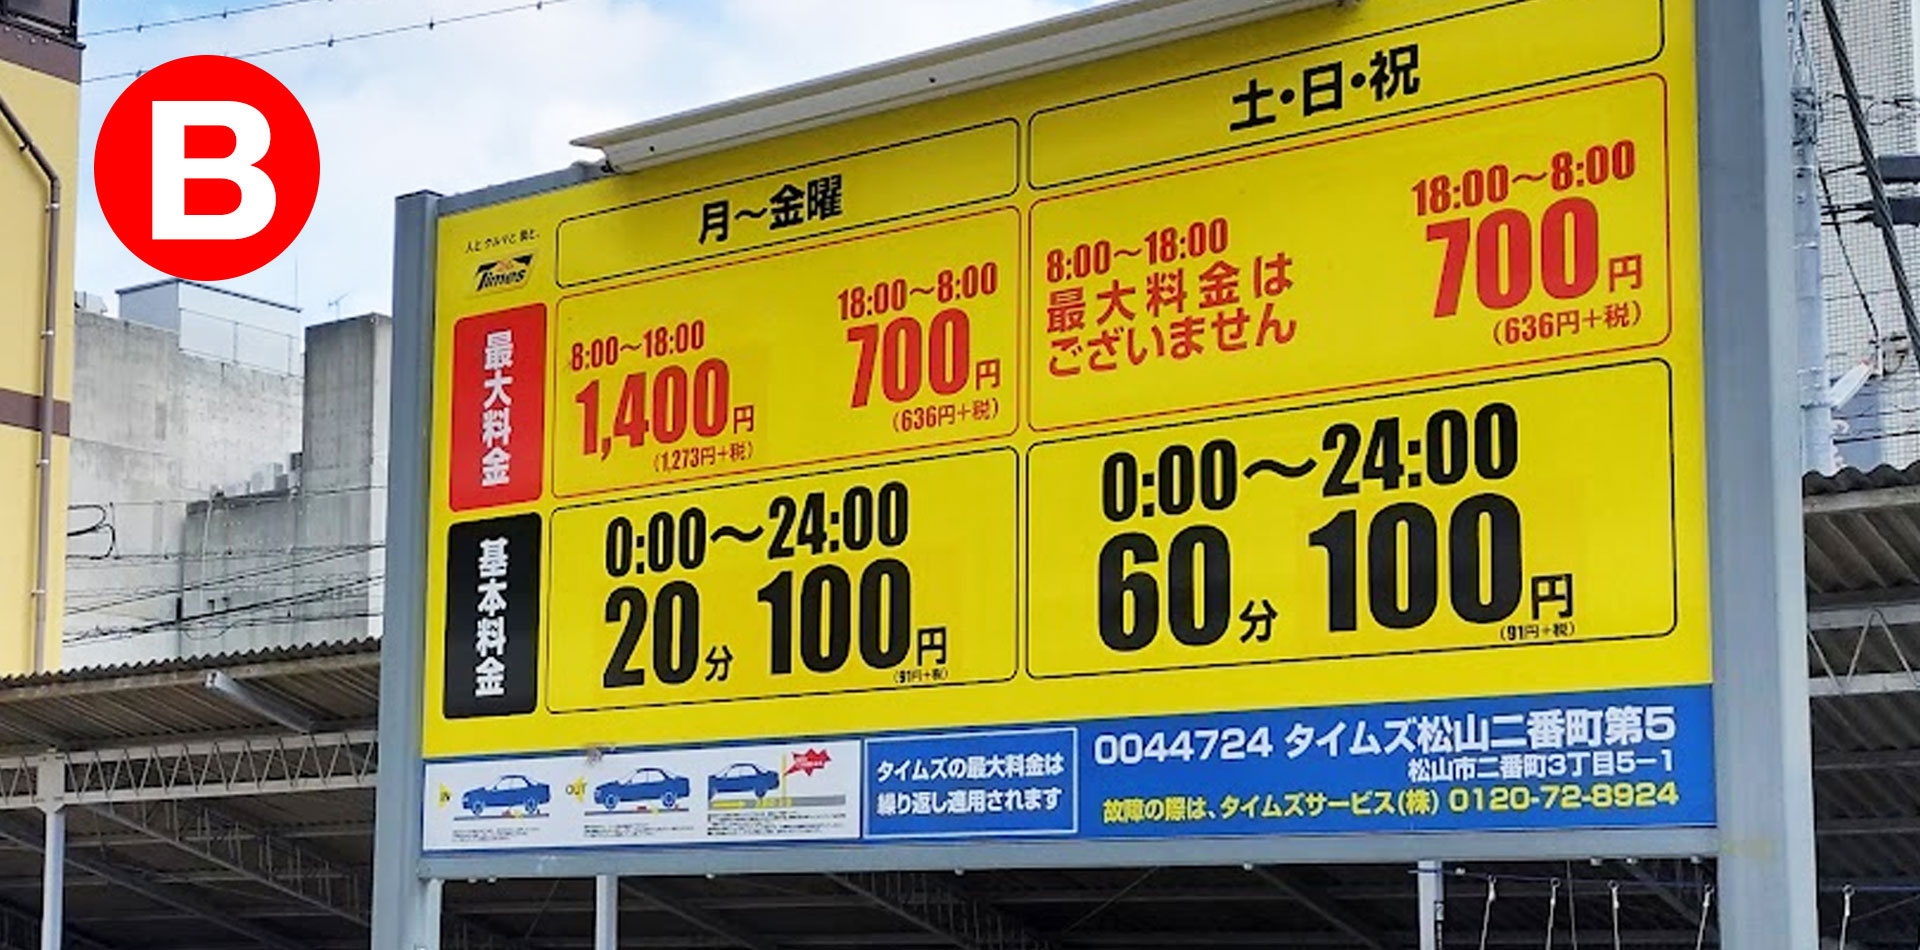 B
人と クルマと 街と。
Times
月～金曜
土・日・祝
最大料金
8:00～18:00
1,400円
(1,273円+税)
18:00～8:00
700円
(636円+税)
8:00～18:00
最大料金は
ございません
18:00～8:00
700円
(636円+税)
基本料金
0:00～24:00
20分 100円
(91円+税)
0:00～24:00
60分 100円
(91円+税)
IN
OUT
タイムズの最大料金は
繰り返し適用されます
0044724 タイムズ松山二番町第5
松山市二番町3丁目5－1
故障の際は、タイムズサービス(株) 0120-72-8924